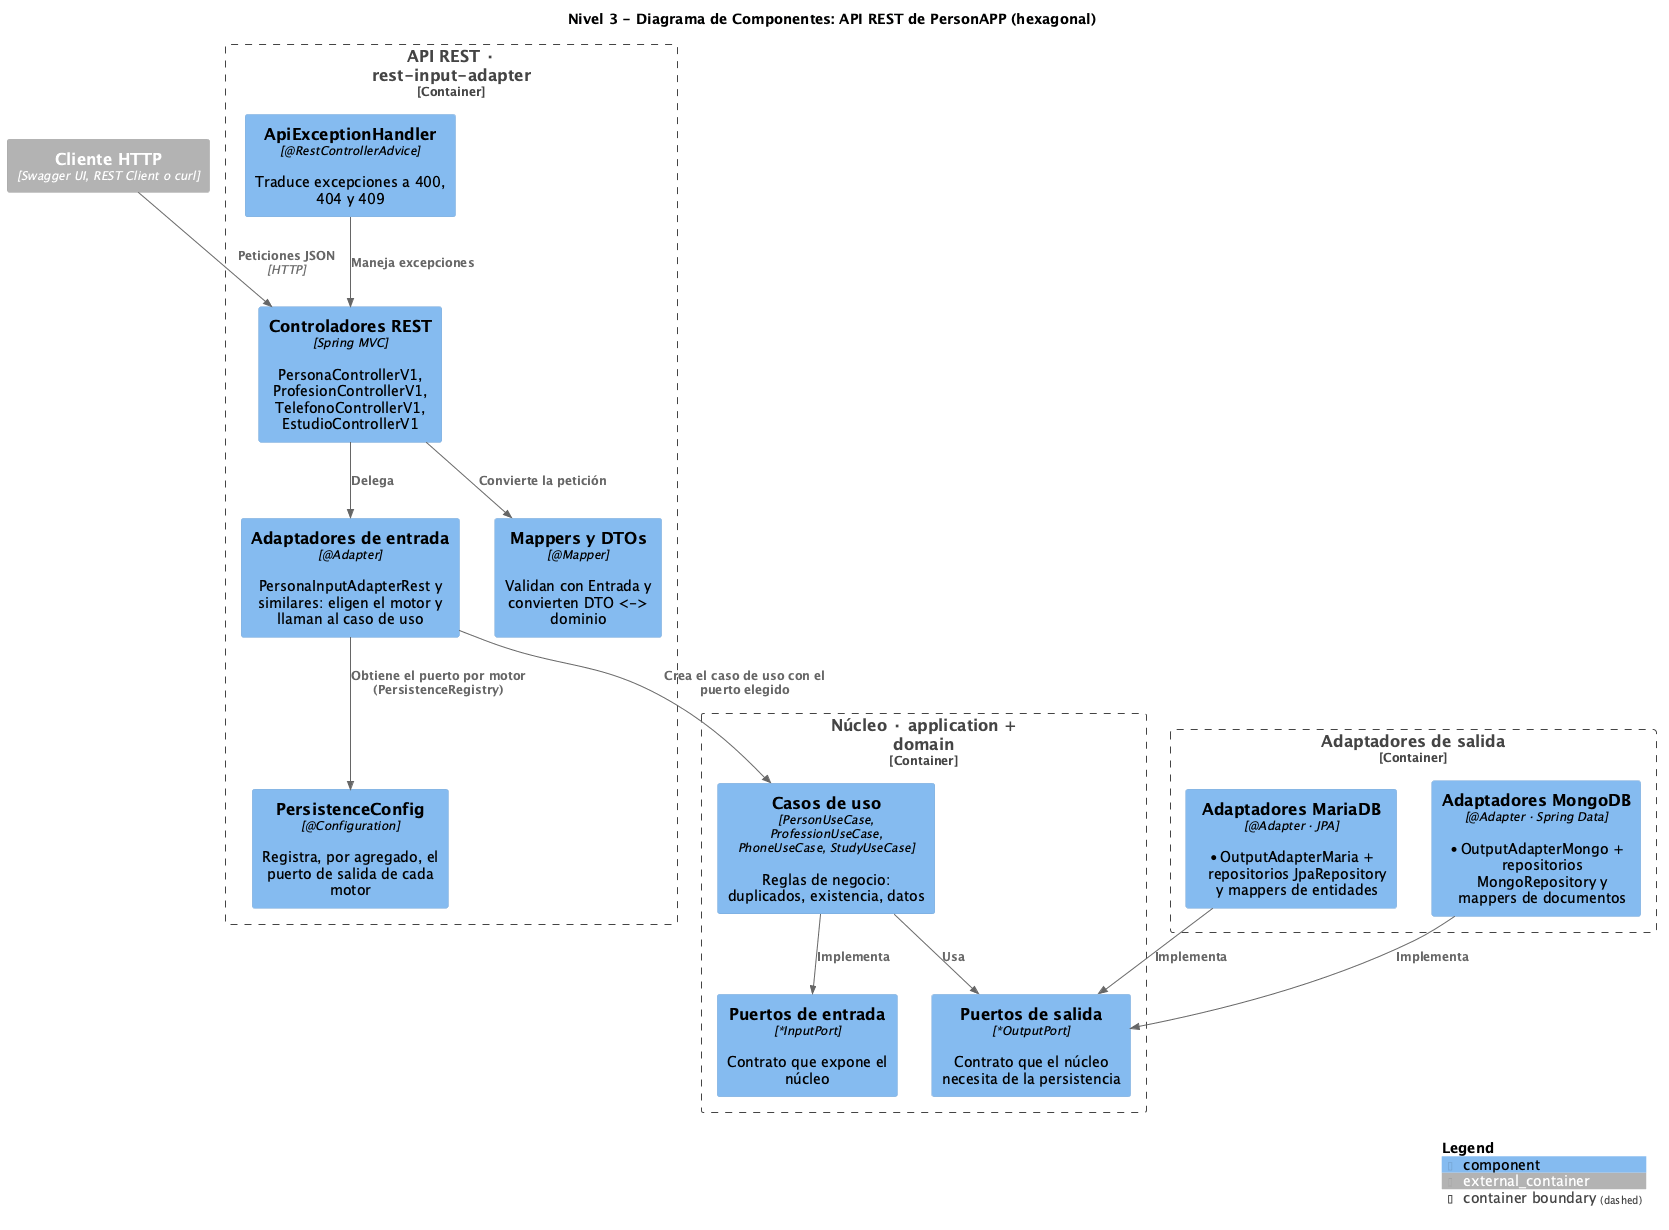 Nivel 3 – Diagrama de Componentes: API REST de PersonAPP (hexagonal)
API REST ·
rest-input-adapter
[Container]
ApiExceptionHandler
[@RestControllerAdvice]
Traduce excepciones a 400,
404 y 409
Cliente HTTP
[Swagger UI, REST Client o curl]
Peticiones JSON
[HTTP]
Maneja excepciones
Controladores REST
[Spring MVC]
PersonaControllerV1,
ProfesionControllerV1,
TelefonoControllerV1,
EstudioControllerV1
Delega
Convierte la petición
Adaptadores de entrada
[@Adapter]
PersonaInputAdapterRest y
similares: eligen el motor y
llaman al caso de uso
Mappers y DTOs
[@Mapper]
Validan con Entrada y
convierten DTO <->
dominio
Obtiene el puerto por motor
(PersistenceRegistry)
Crea el caso de uso con el
puerto elegido
PersistenceConfig
[@Configuration]
Registra, por agregado, el
puerto de salida de cada
motor
Núcleo · application +
domain
[Container]
Casos de uso
[PersonUseCase,
ProfessionUseCase,
PhoneUseCase, StudyUseCase]
Reglas de negocio:
duplicados, existencia, datos
Adaptadores de salida
[Container]
Adaptadores MariaDB
[@Adapter · JPA]
• OutputAdapterMaria +
repositorios JpaRepository
y mappers de entidades
Adaptadores MongoDB
[@Adapter · Spring Data]
• OutputAdapterMongo +
repositorios
MongoRepository y
mappers de documentos
Implementa
Usa
Implementa
Implementa
Puertos de entrada
[*InputPort]
Contrato que expone el
núcleo
Puertos de salida
[*OutputPort]
Contrato que el núcleo
necesita de la persistencia
Legend
component
external_container
container boundary (dashed)